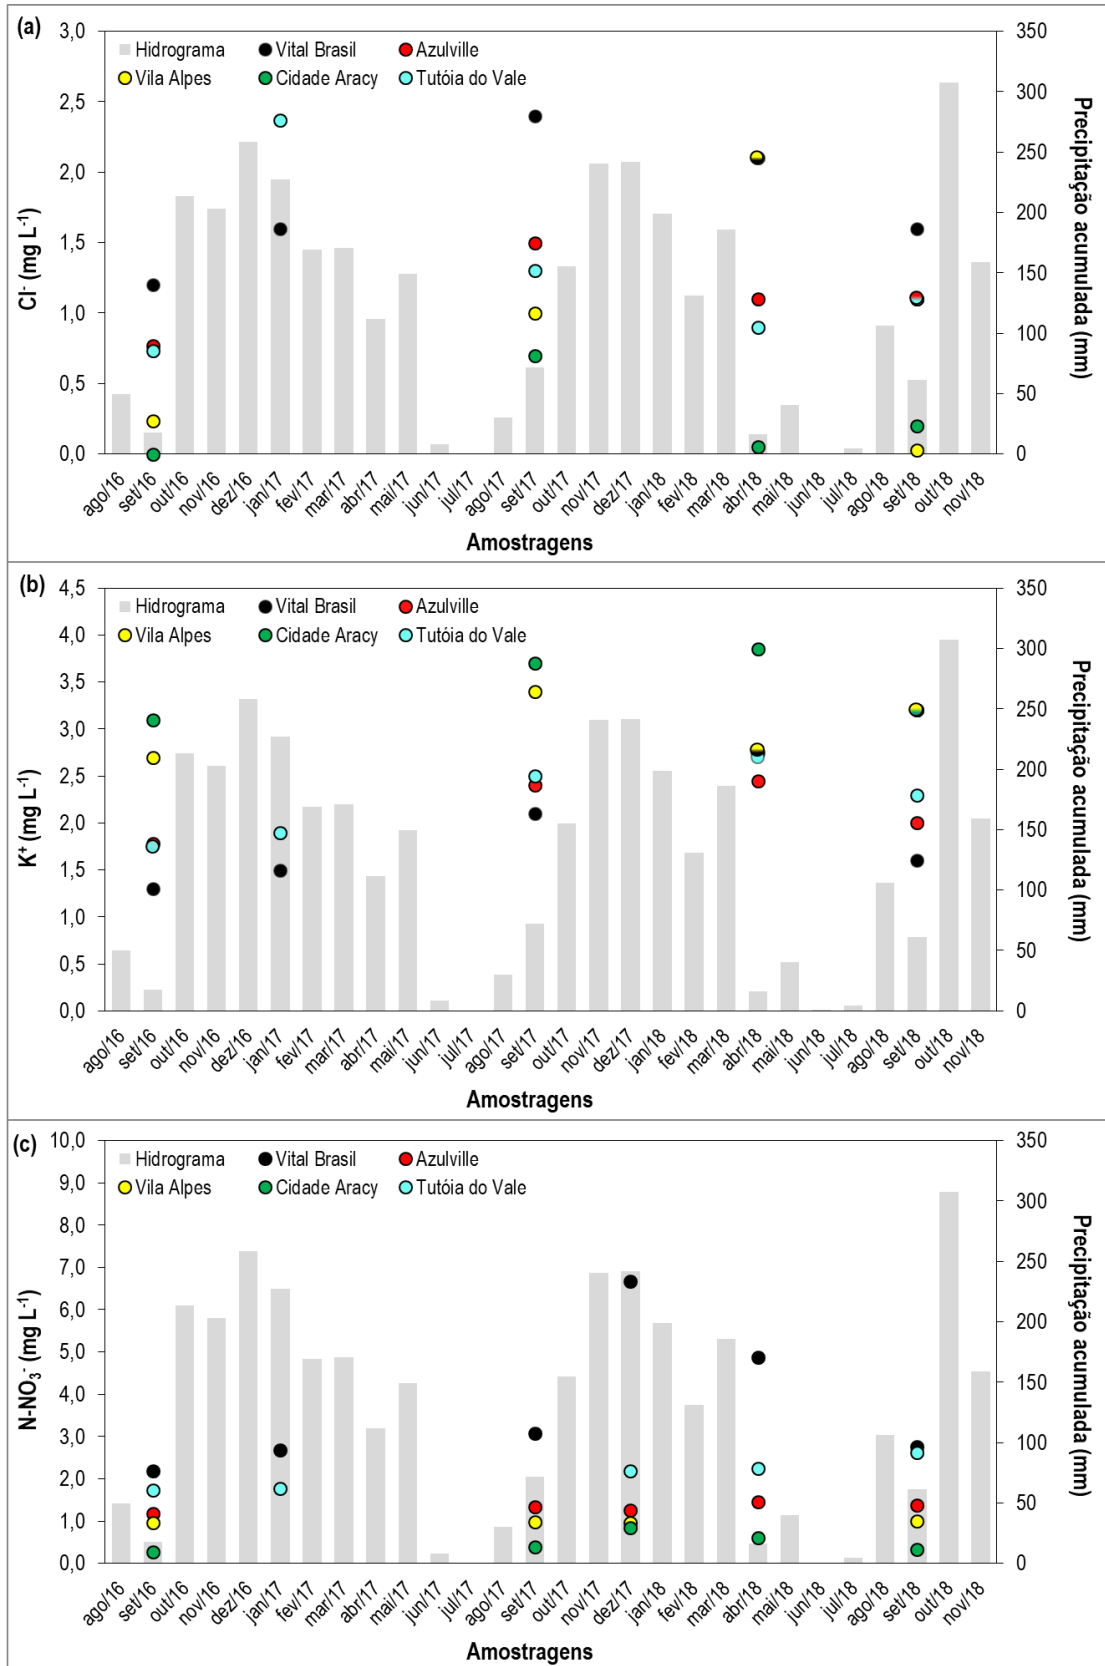 (a)
3,0
2,5
2,0
1,5
1,0
0,5
0,0
Cl⁻ (mg L⁻¹)
Hidrograma Vital Brasil Azulville
Vila Alpes Cidade Aracy Tutóia do Vale
350
300
250
200
150
100
50
0
Precipitação acumulada (mm)
ago/16 set/16 out/16 nov/16 dez/16 jan/17 fev/17 mar/17 abr/17 mai/17 jun/17 jul/17 ago/17 set/17 out/17 nov/17 dez/17 jan/18 fev/18 mar/18 abr/18 mai/18 jun/18 jul/18 ago/18 set/18 out/18 nov/18
Amostragens
(b)
4,5
4,0
3,5
3,0
2,5
2,0
1,5
1,0
0,5
0,0
K⁺ (mg L⁻¹)
Hidrograma Vital Brasil Azulville
Vila Alpes Cidade Aracy Tutóia do Vale
350
300
250
200
150
100
50
0
Precipitação acumulada (mm)
ago/16 set/16 out/16 nov/16 dez/16 jan/17 fev/17 mar/17 abr/17 mai/17 jun/17 jul/17 ago/17 set/17 out/17 nov/17 dez/17 jan/18 fev/18 mar/18 abr/18 mai/18 jun/18 jul/18 ago/18 set/18 out/18 nov/18
Amostragens
(c)
10,0
9,0
8,0
7,0
6,0
5,0
4,0
3,0
2,0
1,0
0,0
N-NO₃⁻ (mg L⁻¹)
Hidrograma Vital Brasil Azulville
Vila Alpes Cidade Aracy Tutóia do Vale
350
300
250
200
150
100
50
0
Precipitação acumulada (mm)
ago/16 set/16 out/16 nov/16 dez/16 jan/17 fev/17 mar/17 abr/17 mai/17 jun/17 jul/17 ago/17 set/17 out/17 nov/17 dez/17 jan/18 fev/18 mar/18 abr/18 mai/18 jun/18 jul/18 ago/18 set/18 out/18 nov/18
Amostragens